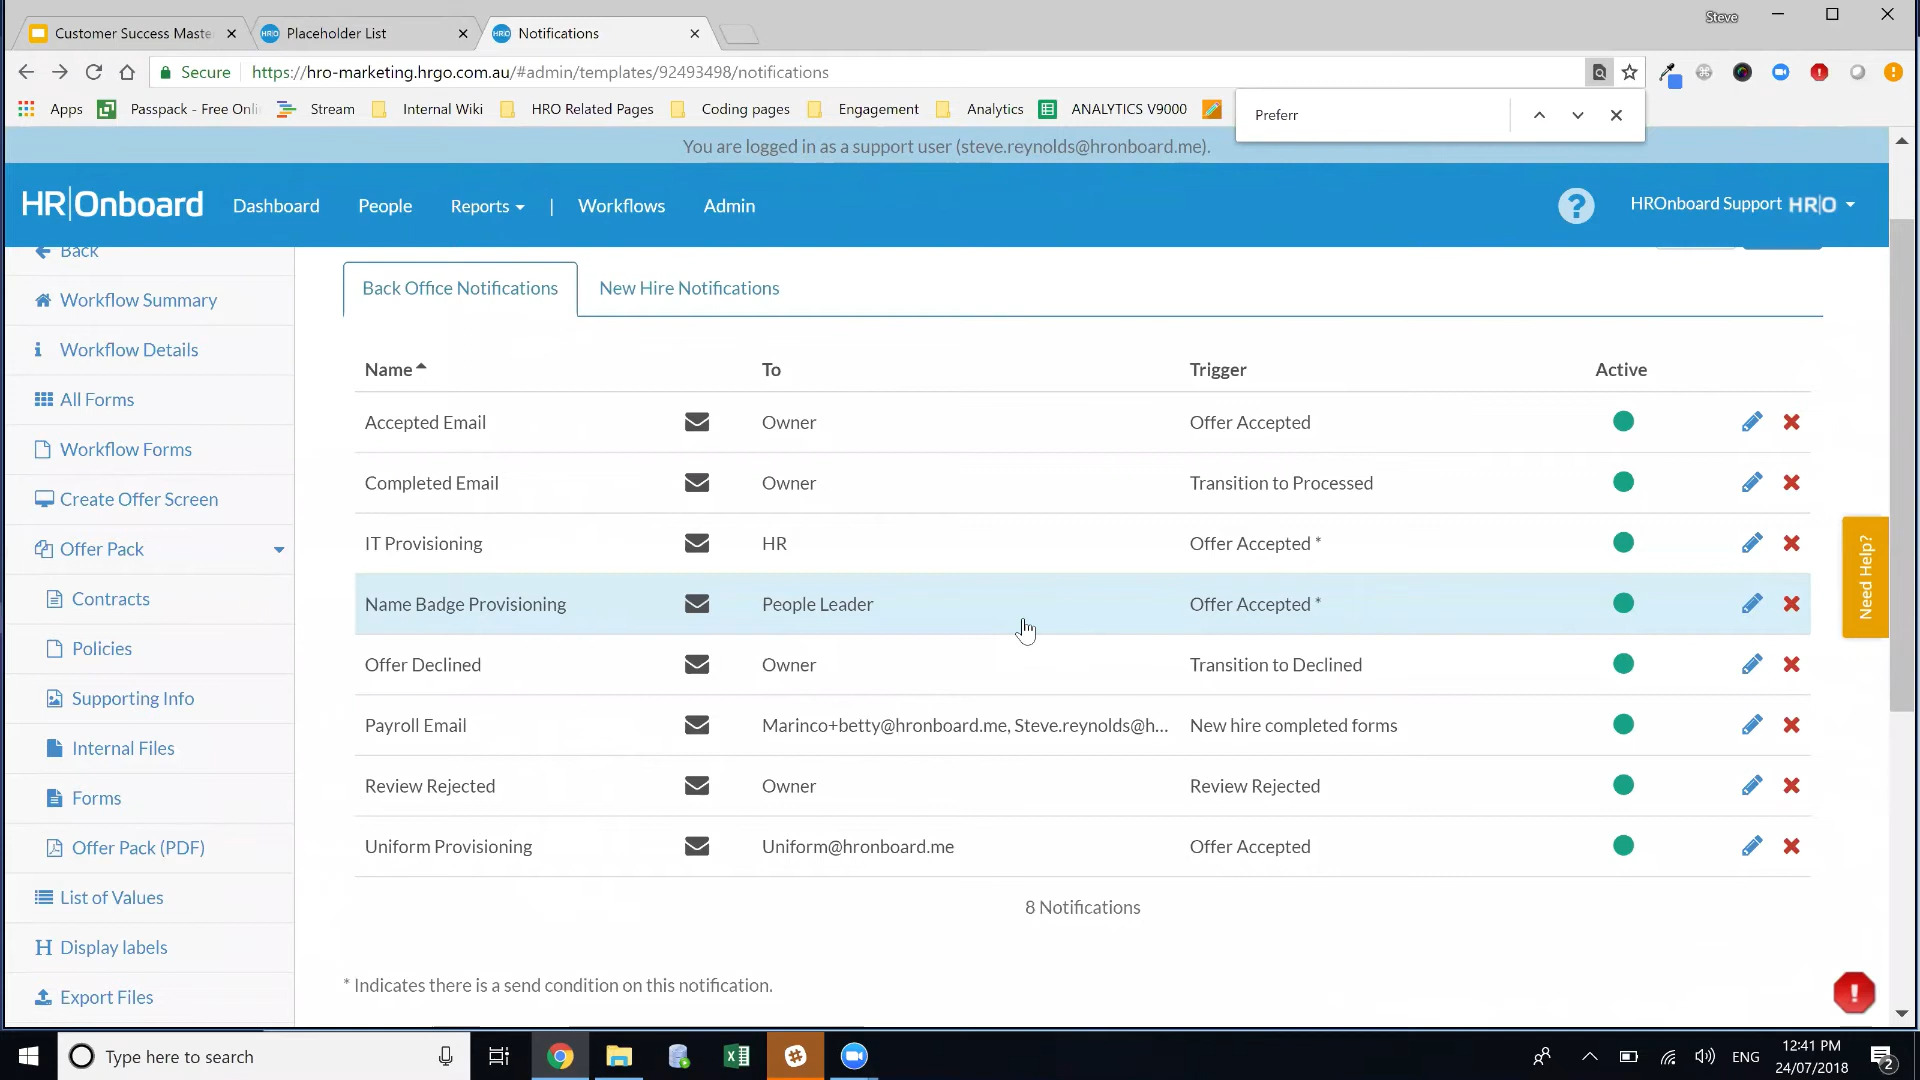 Steve
Customer Success Maste
Placeholder List
Notifications
Secure https://hro-marketing.hrgo.com.au/#admin/templates/92493498/notifications
Apps Passpack - Free Onli Stream Internal Wiki HRO Related Pages Coding pages Engagement Analytics ANALYTICS V9000
Preferr
You are logged in as a support user (steve.reynolds@hronboard.me).
HR|Onboard Dashboard People Reports | Workflows Admin ? HROnboard Support HR|O
Back
Workflow Summary
Workflow Details
All Forms
Workflow Forms
Create Offer Screen
Offer Pack
Contracts
Policies
Supporting Info
Internal Files
Forms
Offer Pack (PDF)
List of Values
H Display labels
Export Files
Back Office Notifications New Hire Notifications
Name To Trigger Active
Accepted Email Owner Offer Accepted
Completed Email Owner Transition to Processed
IT Provisioning HR Offer Accepted *
Name Badge Provisioning People Leader Offer Accepted *
Offer Declined Owner Transition to Declined
Payroll Email Marinco+betty@hronboard.me, Steve.reynolds@h... New hire completed forms
Review Rejected Owner Review Rejected
Uniform Provisioning Uniform@hronboard.me Offer Accepted
8 Notifications
* Indicates there is a send condition on this notification.
Need Help?
Type here to search
ENG
12:41 PM
24/07/2018
2